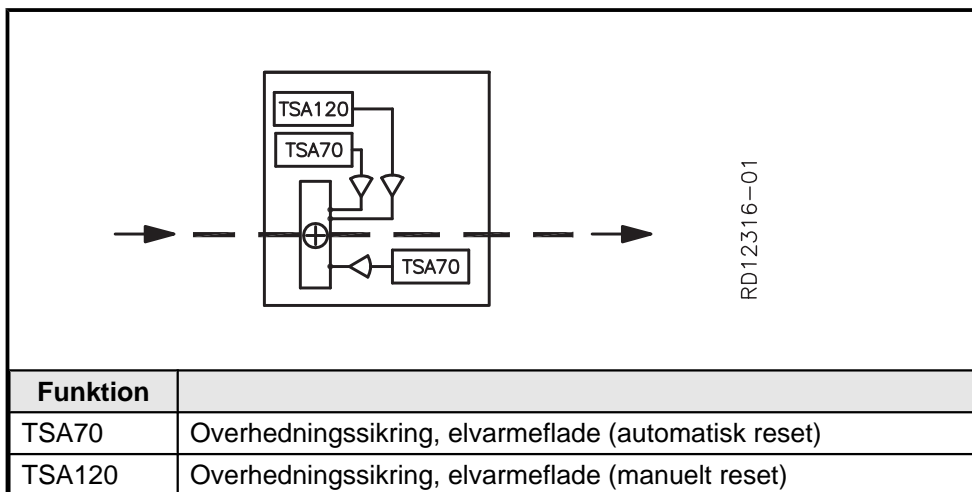 TSA120
TSA70
TSA70
RD12316-01
Funktion
TSA70 Overhedningssikring, elvarmeflade (automatisk reset)
TSA120 Overhedningssikring, elvarmeflade (manuelt reset)